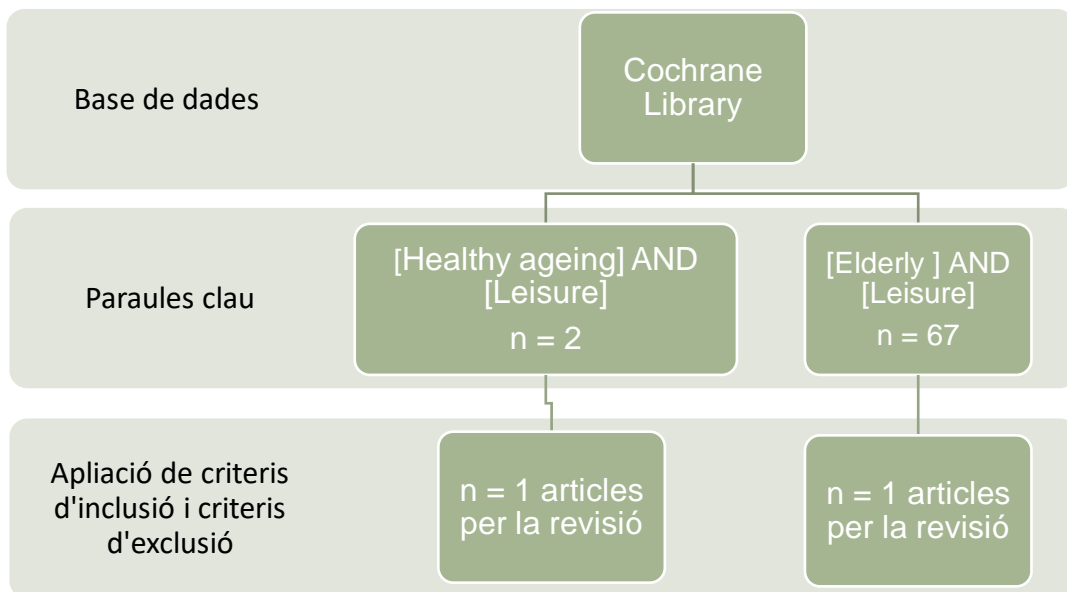 Base de dades
Cochrane
Library
Paraules clau
[Healthy ageing] AND
[Leisure]
n = 2
[Elderly ] AND
[Leisure]
n = 67
Apliació de criteris
d'inclusió i criteris
d'exclusió
n = 1 articles
per la revisió
n = 1 articles
per la revisió